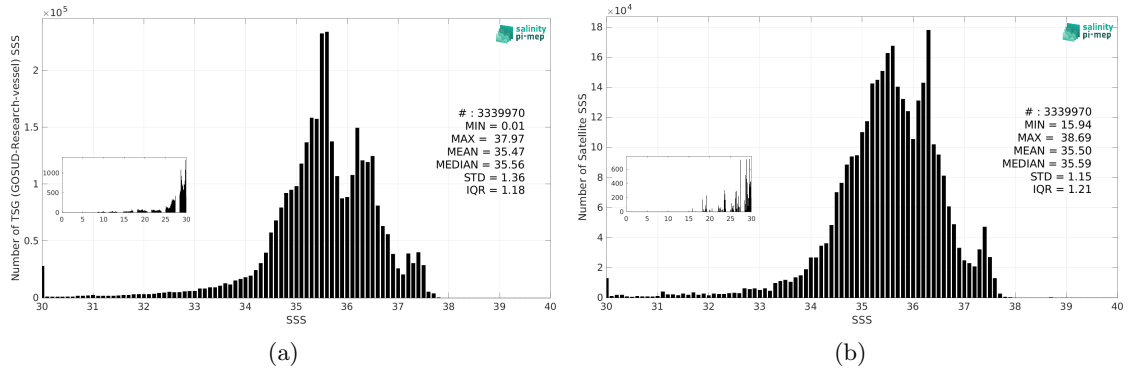 ×10⁵
salinity
pi-mep
Number of TSG (GOSUD-Research-vessel) SSS
2
1.5
1
0.5
0
# : 3339970
MIN = 0.01
MAX = 37.97
MEAN = 35.47
MEDIAN = 35.56
STD = 1.36
IQR = 1.18
1000
500
0
0 5 10 15 20 25 30
30 31 32 33 34 35 36 37 38 39 40
SSS
(a)
×10⁴
salinity
pi-mep
Number of Satellite SSS
18
16
14
12
10
8
6
4
2
0
# : 3339970
MIN = 15.94
MAX = 38.69
MEAN = 35.50
MEDIAN = 35.59
STD = 1.15
IQR = 1.21
600
400
200
0
0 5 10 15 20 25 30
30 31 32 33 34 35 36 37 38 39 40
SSS
(b)